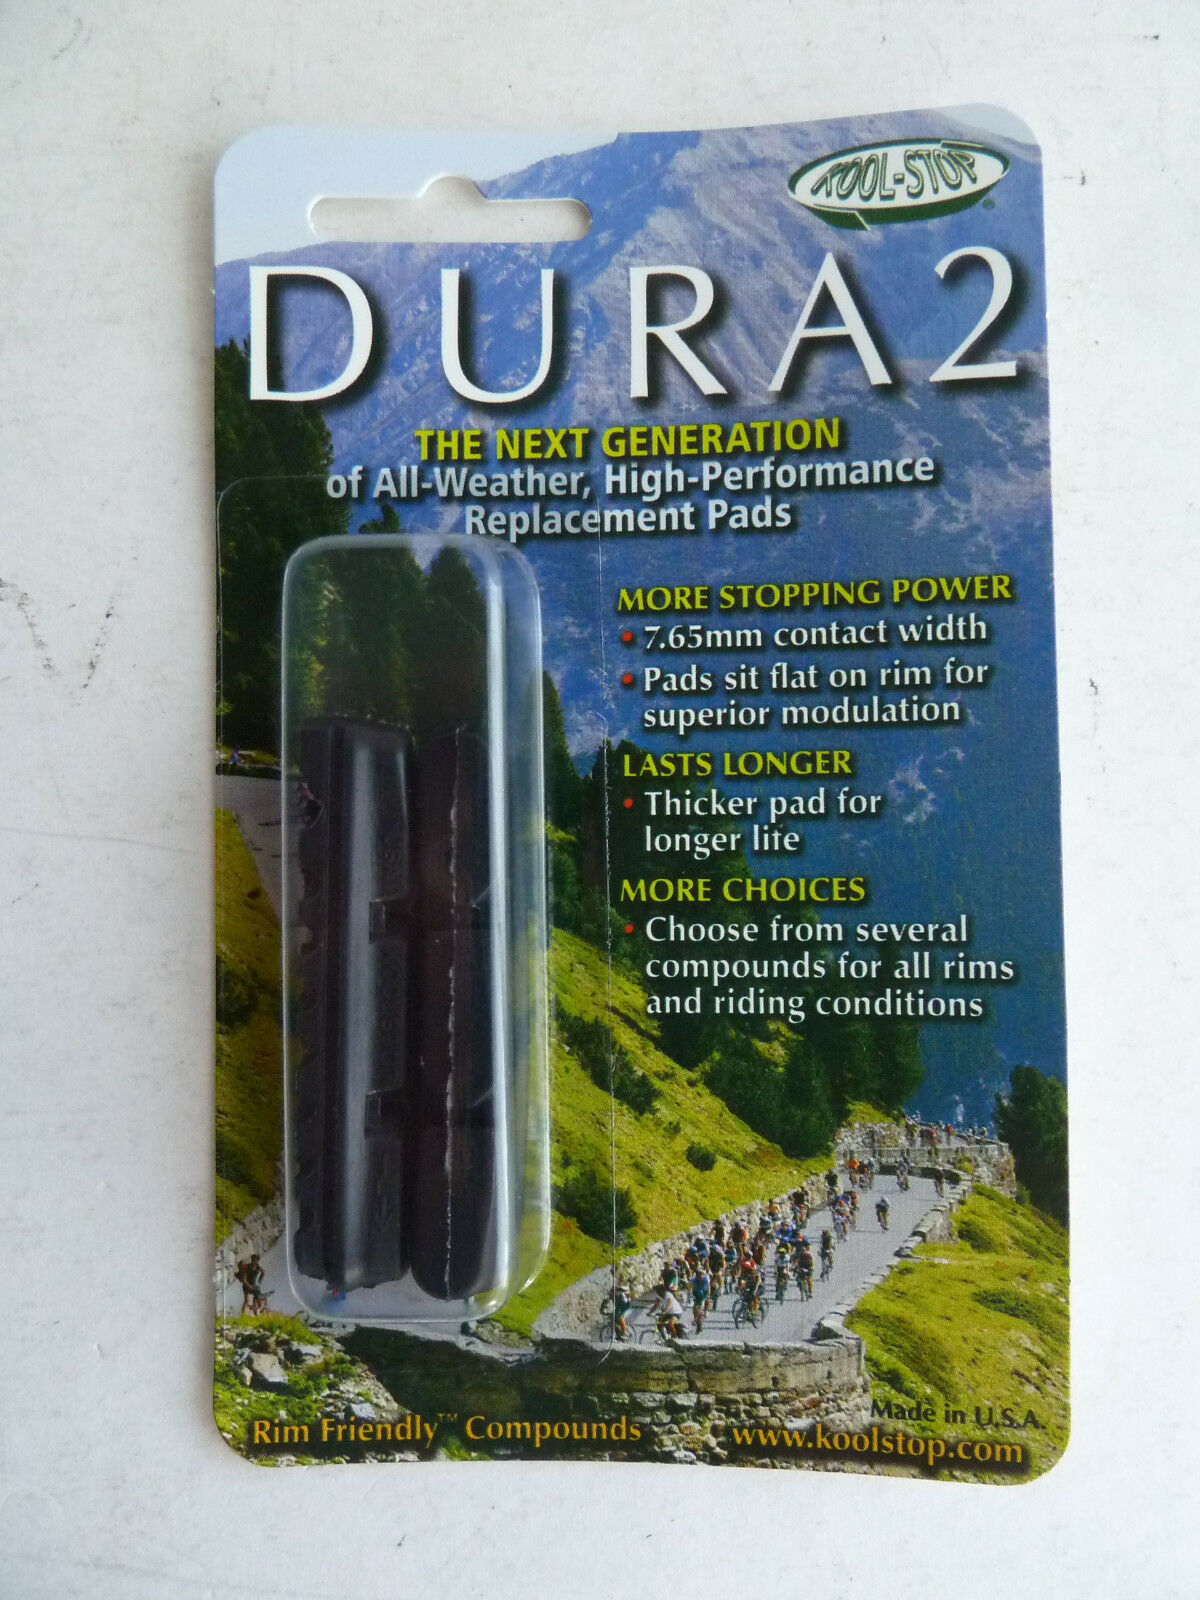 KOOL-STOP®
DURA2
THE NEXT GENERATION
of All-Weather, High-Performance
Replacement Pads
MORE STOPPING POWER
• 7.65mm contact width
• Pads sit flat on rim for
superior modulation
LASTS LONGER
• Thicker pad for
longer life
MORE CHOICES
• Choose from several
compounds for all rims
and riding conditions
Made in U.S.A.
Rim Friendly™ Compounds
www.koolstop.com